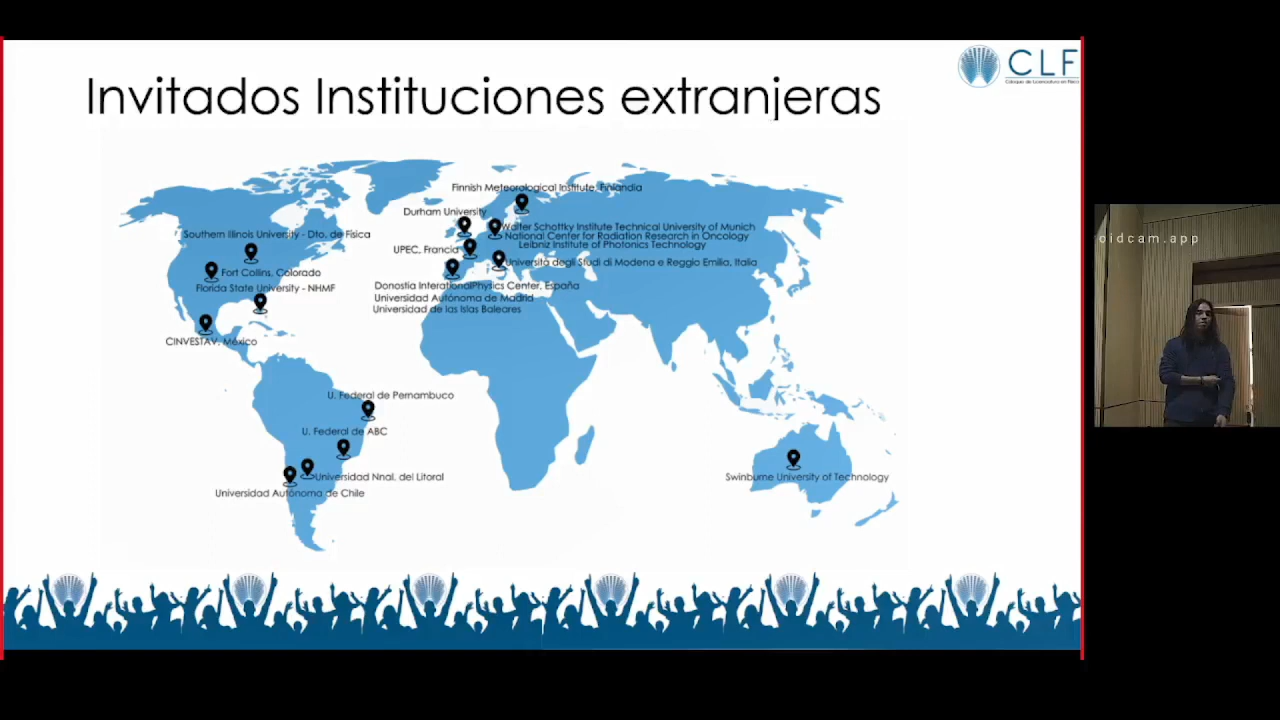 CLF
Coloquio de Licenciatura en Física
Invitados Instituciones extranjeras
Finnish Meteorological Institute, Finlandia
Durham University
Walter Schottky Institute Technical University of Munich
National Center for Radiation Research in Oncology
Leibniz Institute of Photonics Technology
Southern Illinois University - Dto. de Física
UPEC, Francia
Università degli Studi di Modena e Reggio Emilia, Italia
Fort Collins, Colorado
Florida State University - NHMF
Donostia InterationalPhysics Center, España
Universidad Autónoma de Madrid
Universidad de las Islas Baleares
CINVESTAV, México
U. Federal de Pernambuco
U. Federal de ABC
Universidad Nnal. del Litoral
Universidad Autónoma de Chile
Swinburne University of Technology
oidcam.app